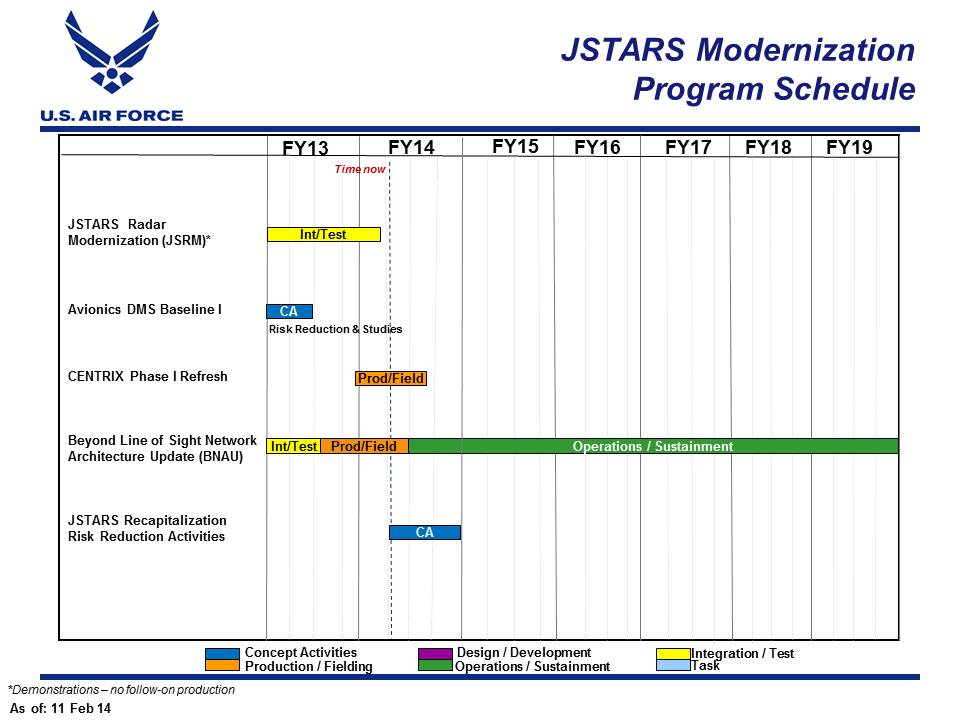 U.S. AIR FORCE
JSTARS Modernization
Program Schedule
FY13 FY14 FY15 FY16 FY17 FY18 FY19
Time now
JSTARS Radar
Modernization (JSRM)*
Int/Test
Avionics DMS Baseline I
CA
Risk Reduction & Studies
CENTRIX Phase I Refresh
Prod/Field
Beyond Line of Sight Network
Architecture Update (BNAU)
Int/Test Prod/Field Operations / Sustainment
JSTARS Recapitalization
Risk Reduction Activities
CA
Concept Activities Design / Development Integration / Test
Production / Fielding Operations / Sustainment Task
*Demonstrations – no follow-on production
As of: 11 Feb 14